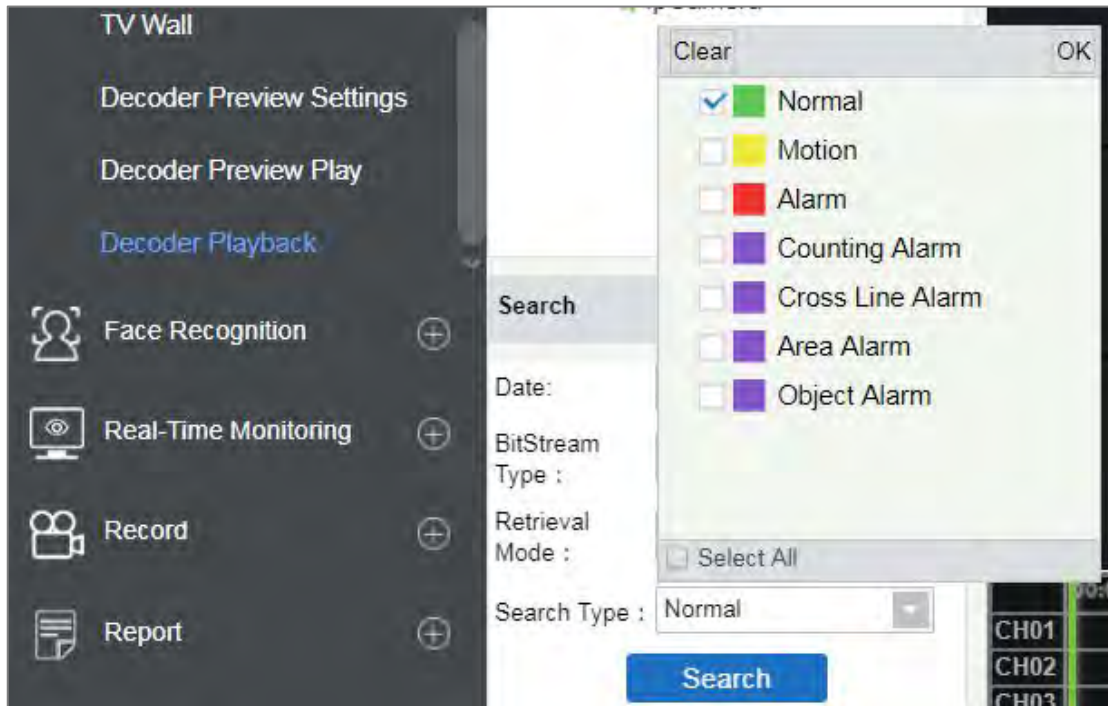 TV Wall
Decoder Preview Settings
Decoder Preview Play
Decoder Playback
Face Recognition
Real-Time Monitoring
Record
Report
Search
Date:
BitStream
Type :
Retrieval
Mode :
Search Type : Normal
Search
Clear OK
Normal
Motion
Alarm
Counting Alarm
Cross Line Alarm
Area Alarm
Object Alarm
Select All
CH01
CH02
CH03